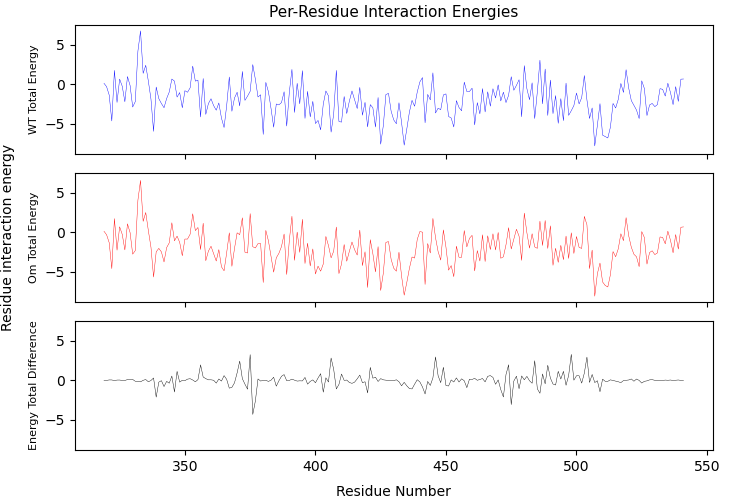 Per-Residue Interaction Energies
Residue interaction energy
WT Total Energy
5
0
−5
Om Total Energy
5
0
−5
Energy Total Difference
5
0
−5
350
400
450
500
550
Residue Number